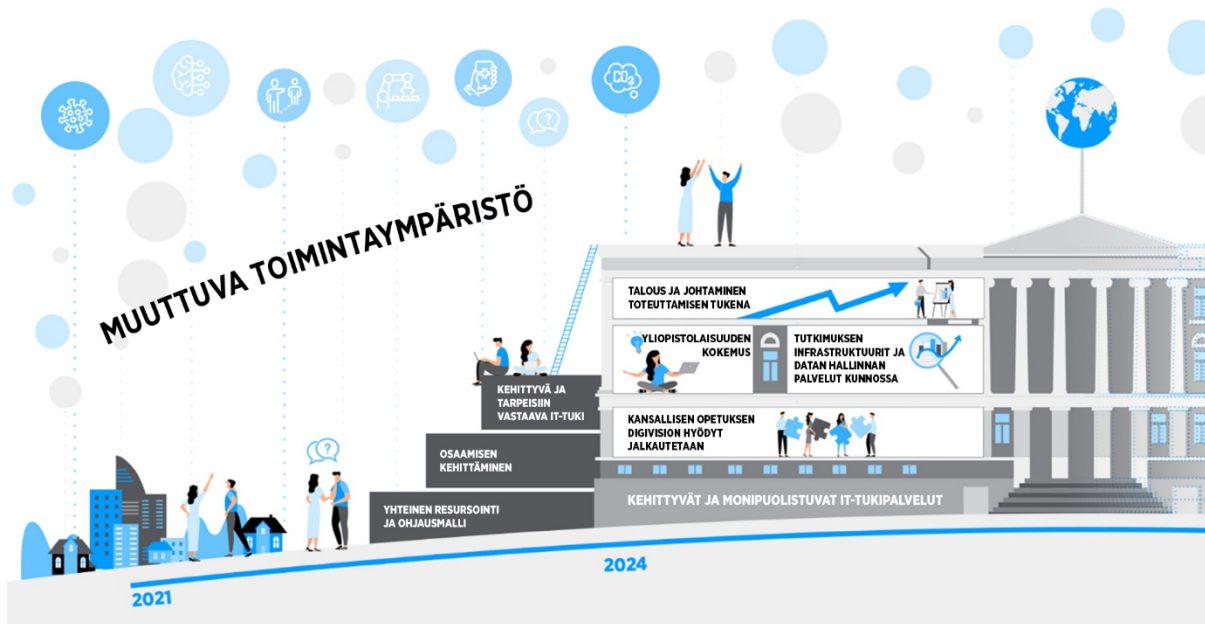 CO₂
?
MUUTTUVA TOIMINTAYMPÄRISTÖ
TALOUS JA JOHTAMINEN
TOTEUTTAMISEN TUKENA
YLIOPISTOLAISUUDEN
KOKEMUS
TUTKIMUKSEN
INFRASTRUKTUURIT JA
DATAN HALLINNAN
PALVELUT KUNNOSSA
KEHITTYVÄ JA
TARPEISIIN
VASTAAVA IT-TUKI
KANSALLISEN OPETUKSEN
DIGIVISION HYÖDYT
JALKAUTETAAN
OSAAMISEN
KEHITTÄMINEN
?
YHTEINEN RESURSOINTI
JA OHJAUSMALLI
KEHITTYVÄT JA MONIPUOLISTUVAT IT-TUKIPALVELUT
2021
2024